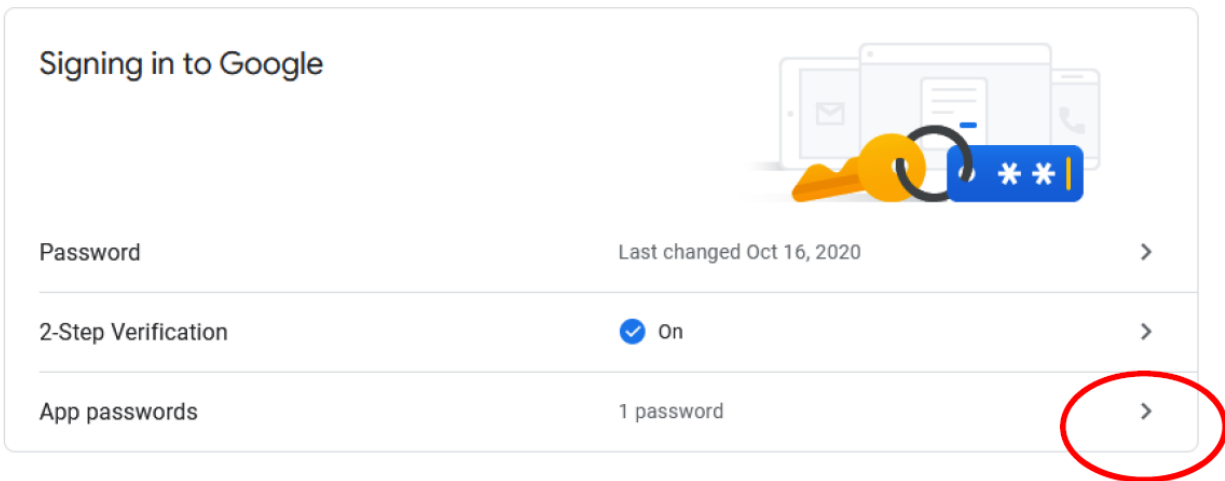 Signing in to Google
**
Password Last changed Oct 16, 2020
2-Step Verification On
App passwords 1 password